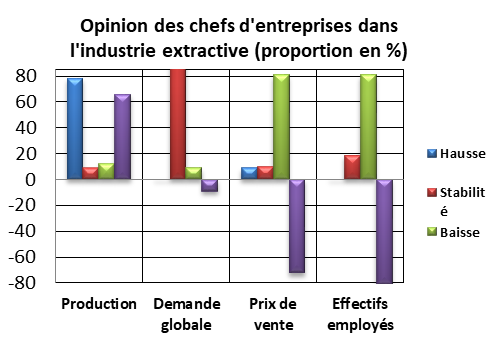 Opinion des chefs d'entreprises dans
l'industrie extractive (proportion en %)
80
60
40
20
0
-20
-40
-60
-80
Production
Demande
globale
Prix de
vente
Effectifs
employés
Hausse
Stabilit
é
Baisse